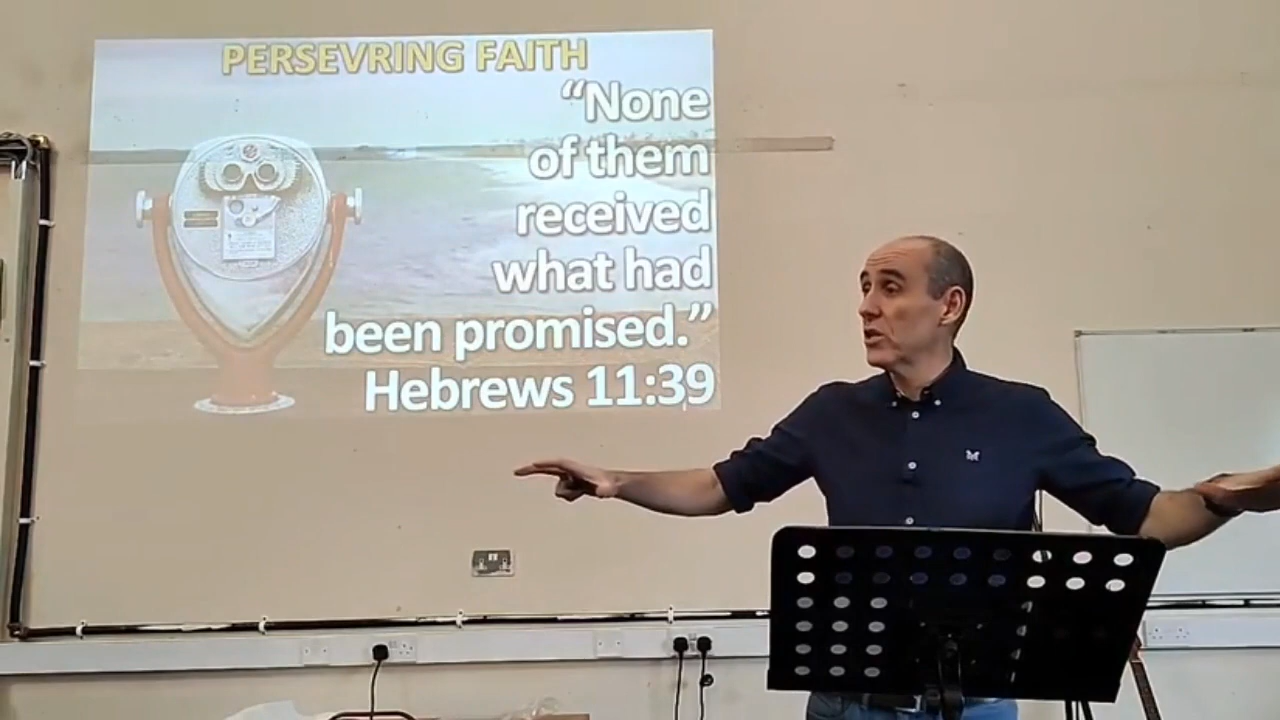 PERSEVRING FAITH
“None
of them
received
what had
been promised.”
Hebrews 11:39